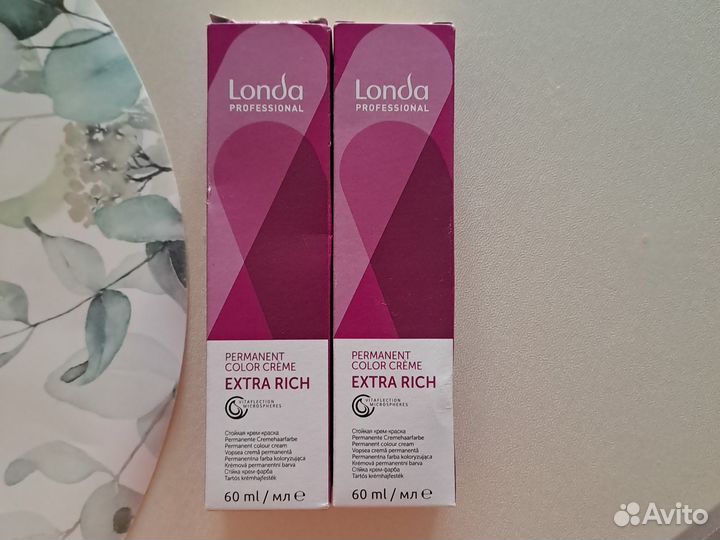 Londa
PROFESSIONAL
PERMANENT
COLOR CRÈME
EXTRA RICH
VITAFLECTION
MICROSPHERES
Стойкая крем-краска
Permanente Cremehaarfarbe
Permanent colour cream
Vopsea cremă permanentă
Permanentna farba koloryzująca
Krémová permanentní barva
Стійка крем-фарба
Tartós krémhajfesték
60 ml / мл e
Londa
PROFESSIONAL
PERMANENT
COLOR CRÈME
EXTRA RICH
VITAFLECTION
MICROSPHERES
Стойкая крем-краска
Permanente Cremehaarfarbe
Permanent colour cream
Vopsea cremă permanentă
Permanentna farba koloryzująca
Krémová permanentní barva
Стійка крем-фарба
Tartós krémhajfesték
60 ml / мл e
Avito